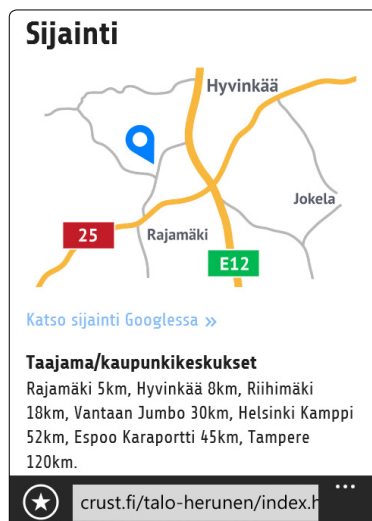 Sijainti
Hyvinkää
Jokela
25
Rajamäki
E12
Katso sijainti Googlessa »
Taajama/kaupunkikeskukset
Rajamäki 5km, Hyvinkää 8km, Riihimäki
18km, Vantaan Jumbo 30km, Helsinki Kamppi
52km, Espoo Karaportti 45km, Tampere
120km.
crust.fi/talo-herunen/index.h